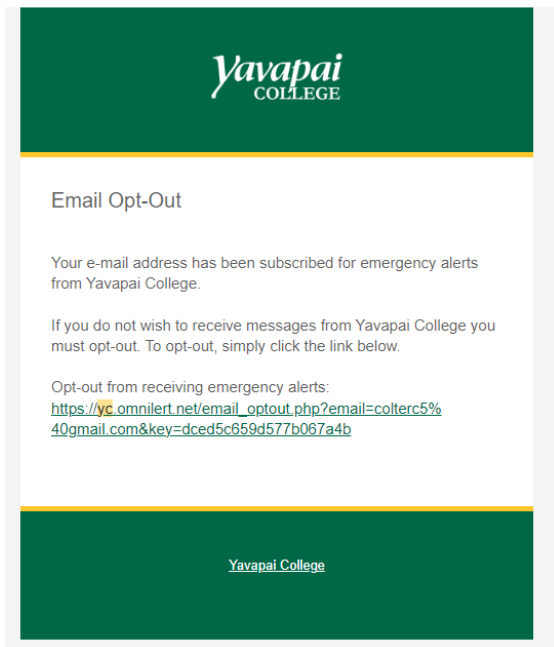 Yavapai
COLLEGE
Email Opt-Out
Your e-mail address has been subscribed for emergency alerts
from Yavapai College.
If you do not wish to receive messages from Yavapai College you
must opt-out. To opt-out, simply click the link below.
Opt-out from receiving emergency alerts:
https://yc.omnilert.net/email_optout.php?email=colterc5%
40gmail.com&key=dced5c659d577b067a4b
Yavapai College